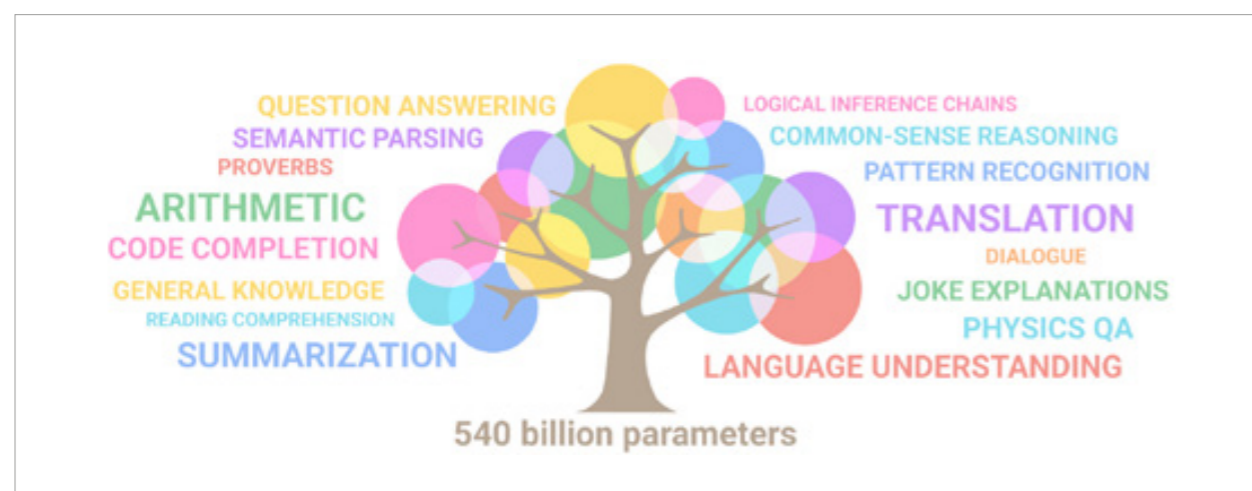 QUESTION ANSWERING
SEMANTIC PARSING
PROVERBS
ARITHMETIC
CODE COMPLETION
GENERAL KNOWLEDGE
READING COMPREHENSION
SUMMARIZATION
LOGICAL INFERENCE CHAINS
COMMON-SENSE REASONING
PATTERN RECOGNITION
TRANSLATION
DIALOGUE
JOKE EXPLANATIONS
PHYSICS QA
LANGUAGE UNDERSTANDING
540 billion parameters